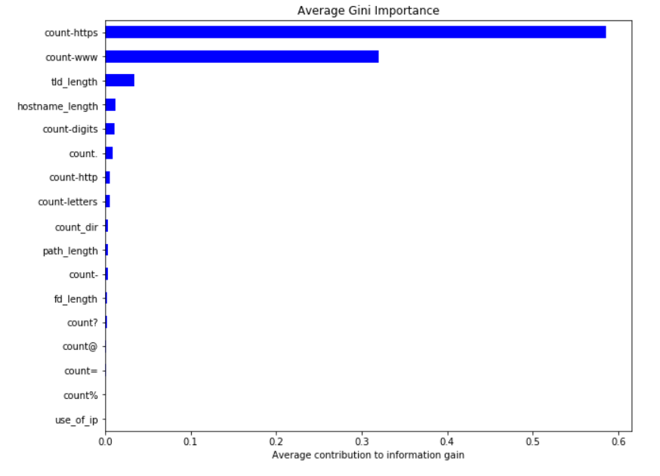 Average Gini Importance
count-https
count-www
tld_length
hostname_length
count-digits
count.
count-http
count-letters
count_dir
path_length
count-
fd_length
count?
count@
count=
count%
use_of_ip
0.0 0.1 0.2 0.3 0.4 0.5 0.6
Average contribution to information gain